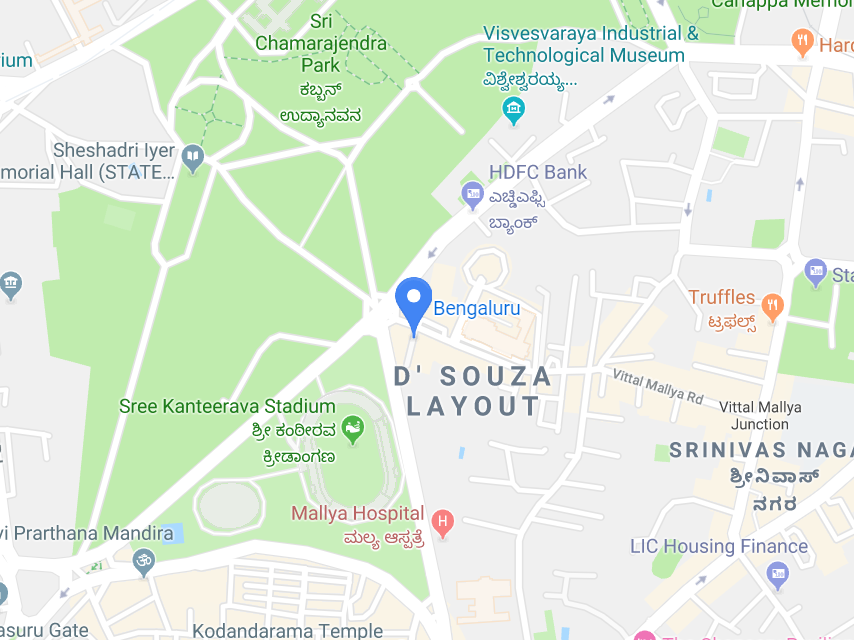 Cariappa Memor
Sri
Chamarajendra
Park
ಕಬ್ಬನ್
ಉದ್ಯಾನವನ
Visvesvaraya Industrial &
Technological Museum
ವಿಶ್ವೇಶ್ವರಯ್ಯ...
Hard
rium
Sheshadri Iyer
morial Hall (STATE...
HDFC Bank
ಎಚ್ಡಿಎಫ್ಸಿ
ಬ್ಯಾಂಕ್
Sta
Truffles
ಟ್ರಫಲ್ಸ್
Bengaluru
D' SOUZA
LAYOUT
Vittal Mallya Rd
Vittal Mallya
Junction
Sree Kanteerava Stadium
ಶ್ರೀ ಕಂಠೀರವ
ಕ್ರೀಡಾಂಗಣ
SRINIVAS NAGA
ಶ್ರೀನಿವಾಸ್
ನಗರ
Mallya Hospital
ಮಲ್ಯ ಆಸ್ಪತ್ರೆ
vi Prarthana Mandira
LIC Housing Finance
asuru Gate
Kodandarama Temple